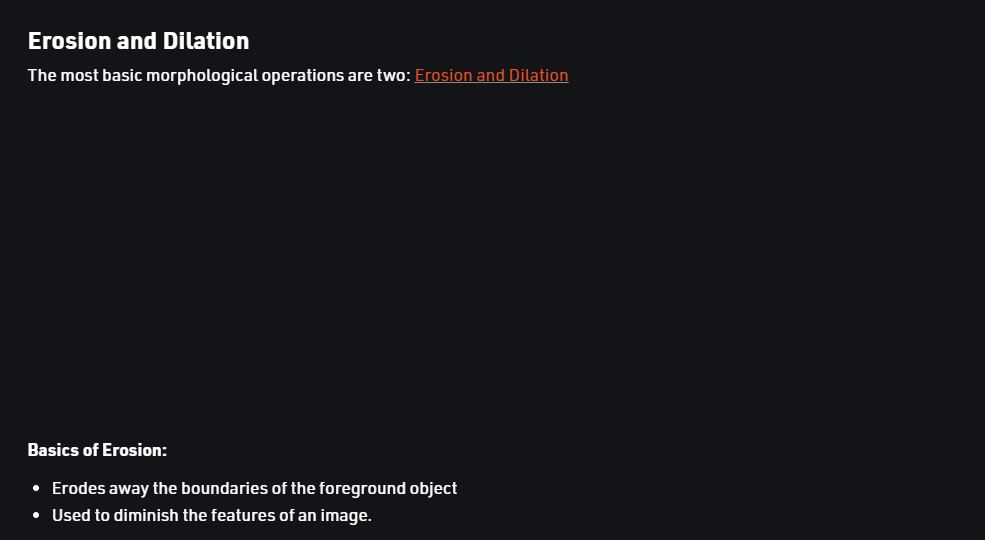 Erosion and Dilation
The most basic morphological operations are two: Erosion and Dilation
Basics of Erosion:
• Erodes away the boundaries of the foreground object
• Used to diminish the features of an image.